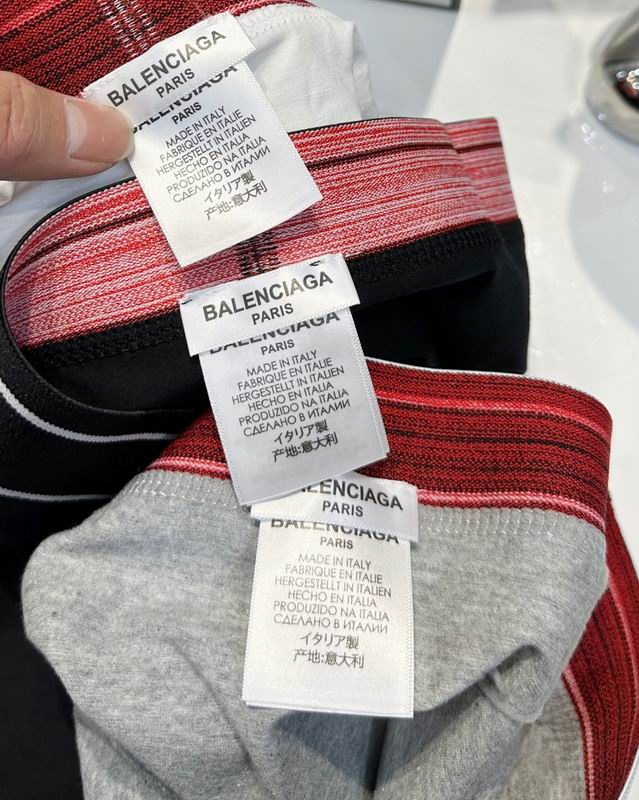 BALENCIAGA
PARIS
BALENCIAGA
PARIS
MADE IN ITALY
FABRIQUE EN ITALIE
HERGESTELLT IN ITALIEN
HECHO EN ITALIA
PRODUZIDO NA ITALIA
СДЕЛАНО В ИТАЛИИ
イタリア製
产地:意大利
BALENCIAGA
PARIS
BALENCIAGA
PARIS
MADE IN ITALY
FABRIQUE EN ITALIE
HERGESTELLT IN ITALIEN
HECHO EN ITALIA
PRODUZIDO NA ITALIA
СДЕЛАНО В ИТАЛИИ
イタリア製
产地:意大利
LENCIAGA
PARIS
BALENCIAGA
PARIS
MADE IN ITALY
FABRIQUE EN ITALIE
HERGESTELLT IN ITALIEN
HECHO EN ITALIA
PRODUZIDO NA ITALIA
СДЕЛАНО В ИТАЛИИ
イタリア製
产地:意大利